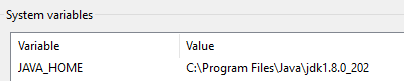 System variables
Variable Value
JAVA_HOME C:\Program Files\Java\jdk1.8.0_202